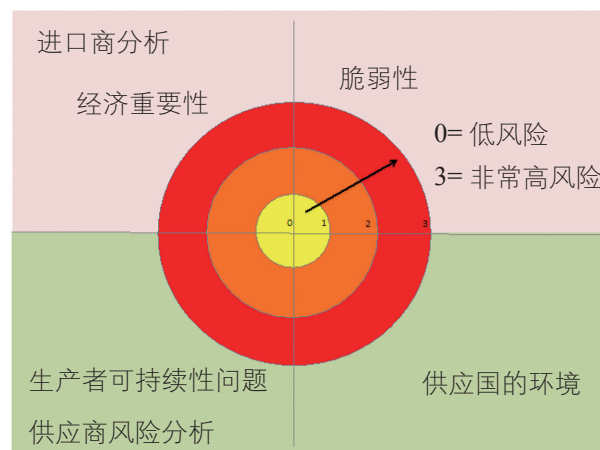 进口商分析
脆弱性
经济重要性
0= 低风险
3= 非常高风险
0 1 2 3
生产者可持续性问题
供应国的环境
供应商风险分析